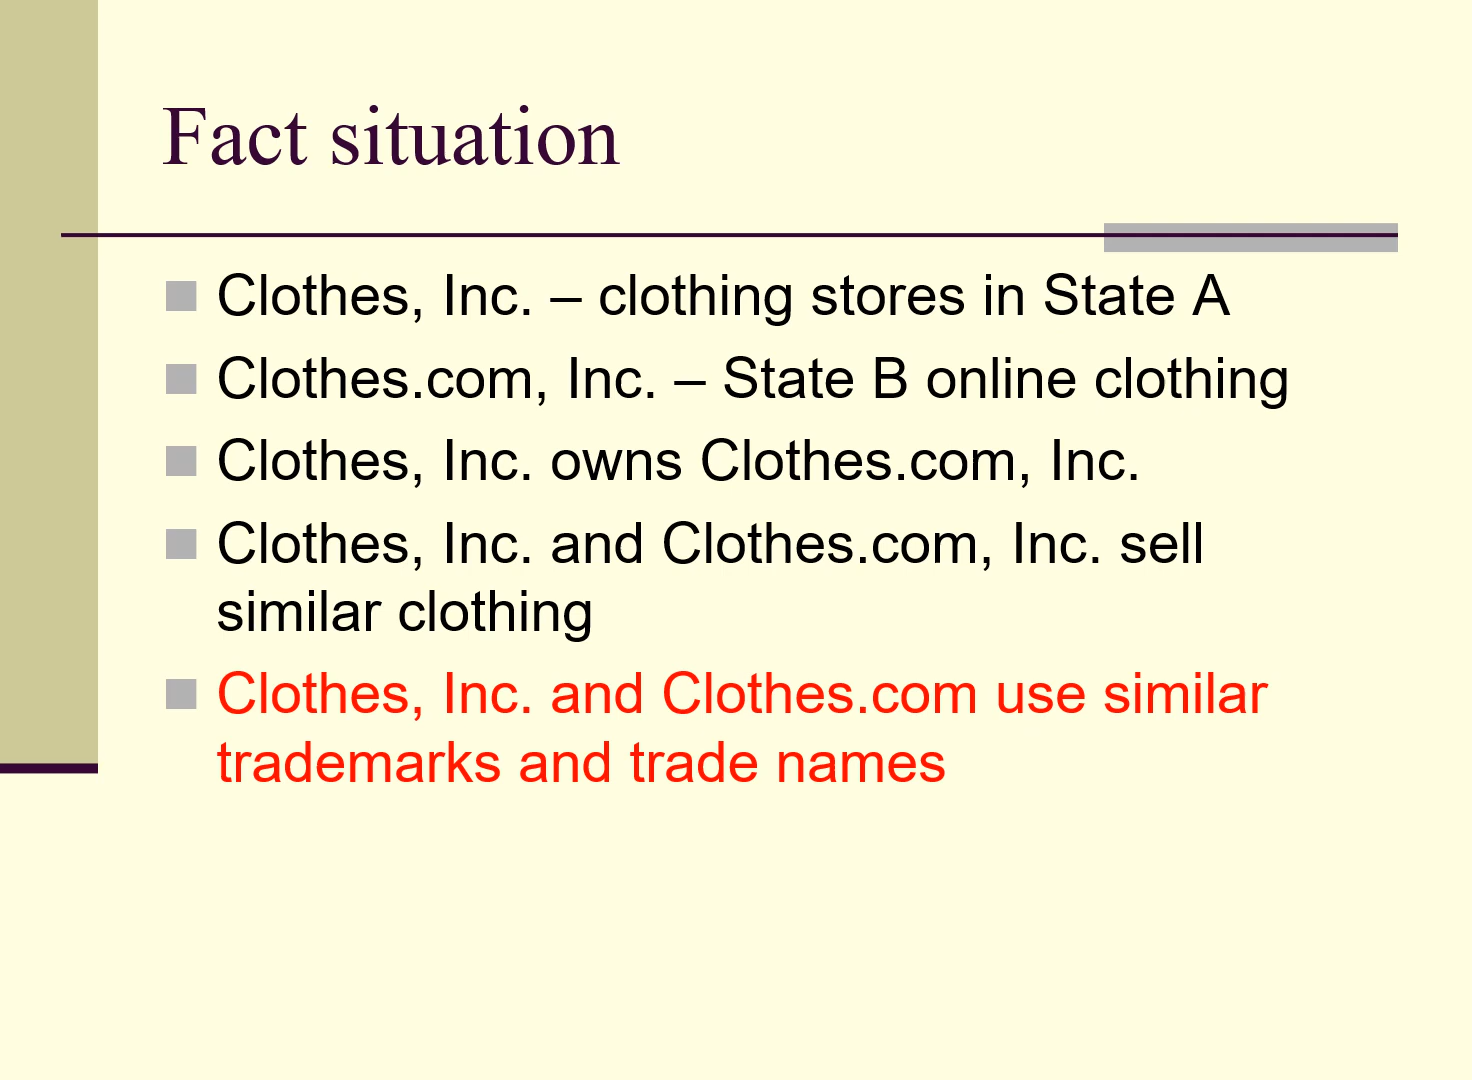 Fact situation
Clothes, Inc. – clothing stores in State A
Clothes.com, Inc. – State B online clothing
Clothes, Inc. owns Clothes.com, Inc.
Clothes, Inc. and Clothes.com, Inc. sell
similar clothing
Clothes, Inc. and Clothes.com use similar
trademarks and trade names